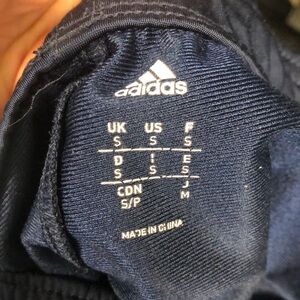 adidas
UK US F
S S S
D I E
S S S
CDN J
S/P M
MADE IN CHINA